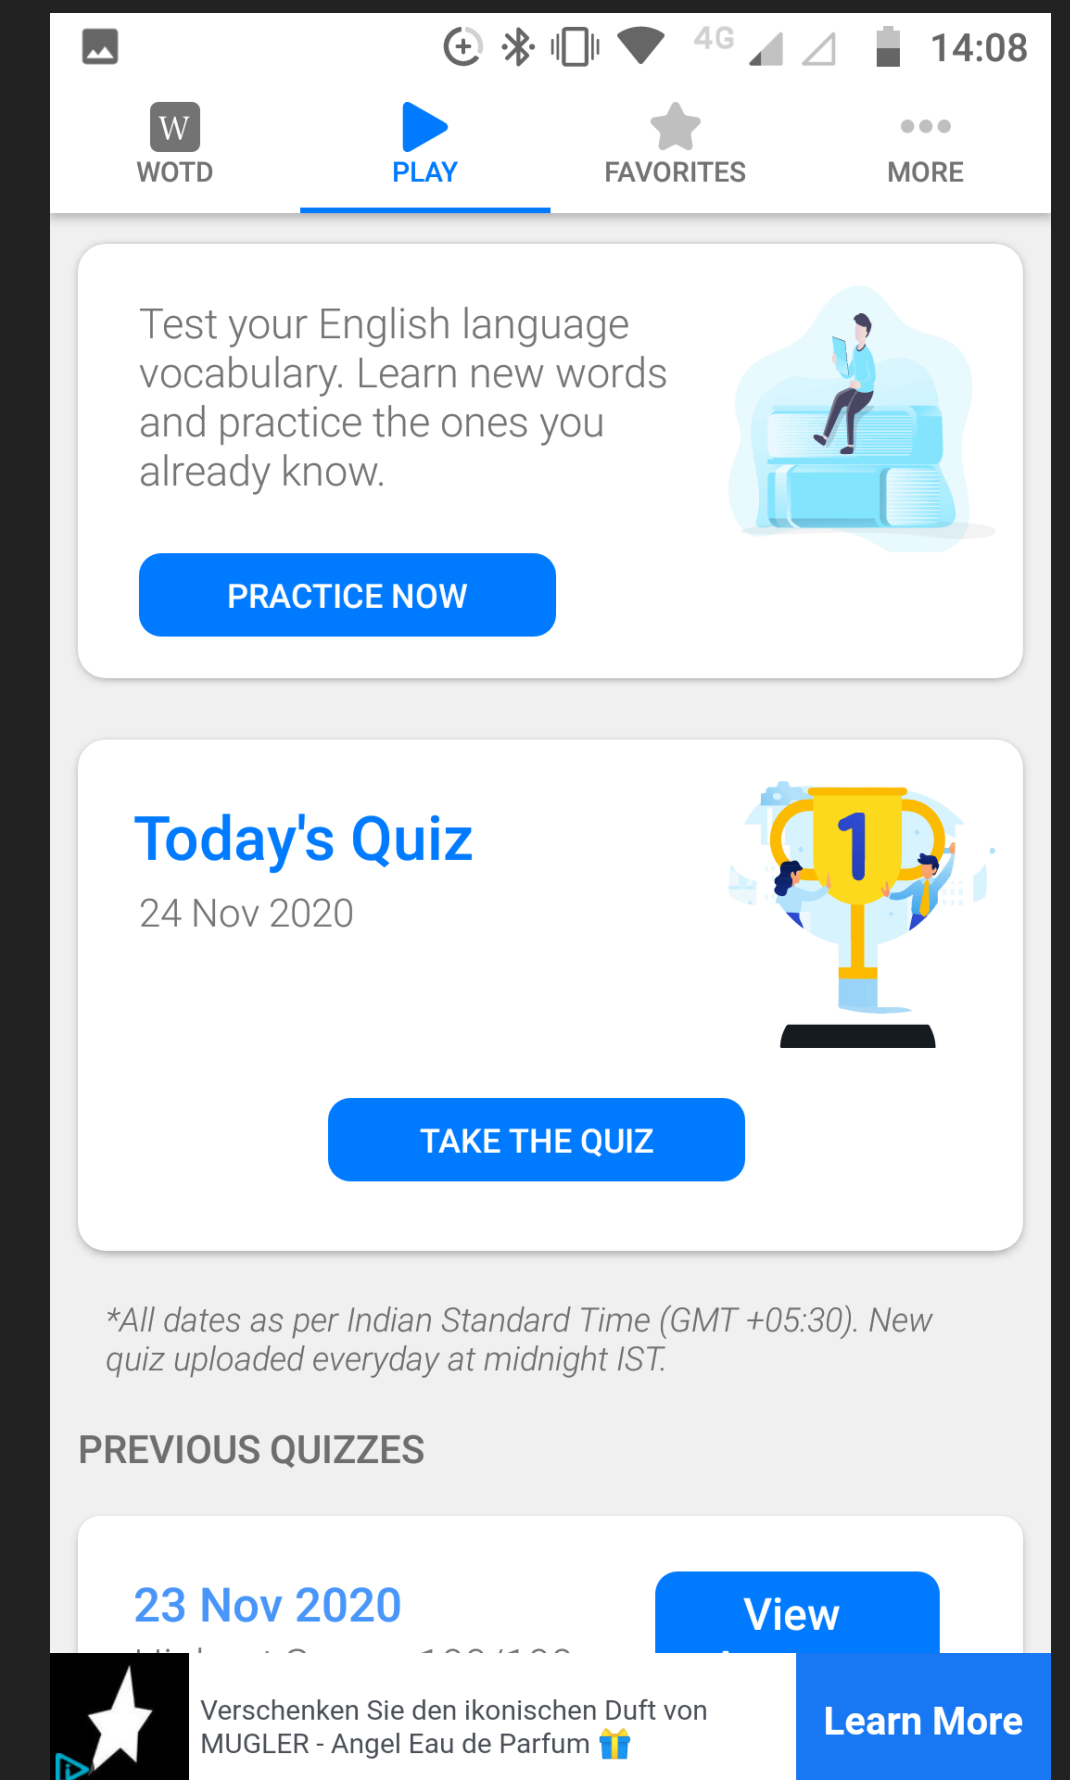 4G 14:08
W
WOTD PLAY FAVORITES MORE
Test your English language
vocabulary. Learn new words
and practice the ones you
already know.
PRACTICE NOW
Today's Quiz
24 Nov 2020
1
TAKE THE QUIZ
*All dates as per Indian Standard Time (GMT +05:30). New
quiz uploaded everyday at midnight IST.
PREVIOUS QUIZZES
23 Nov 2020
View
Verschenken Sie den ikonischen Duft von
MUGLER - Angel Eau de Parfum
Learn More